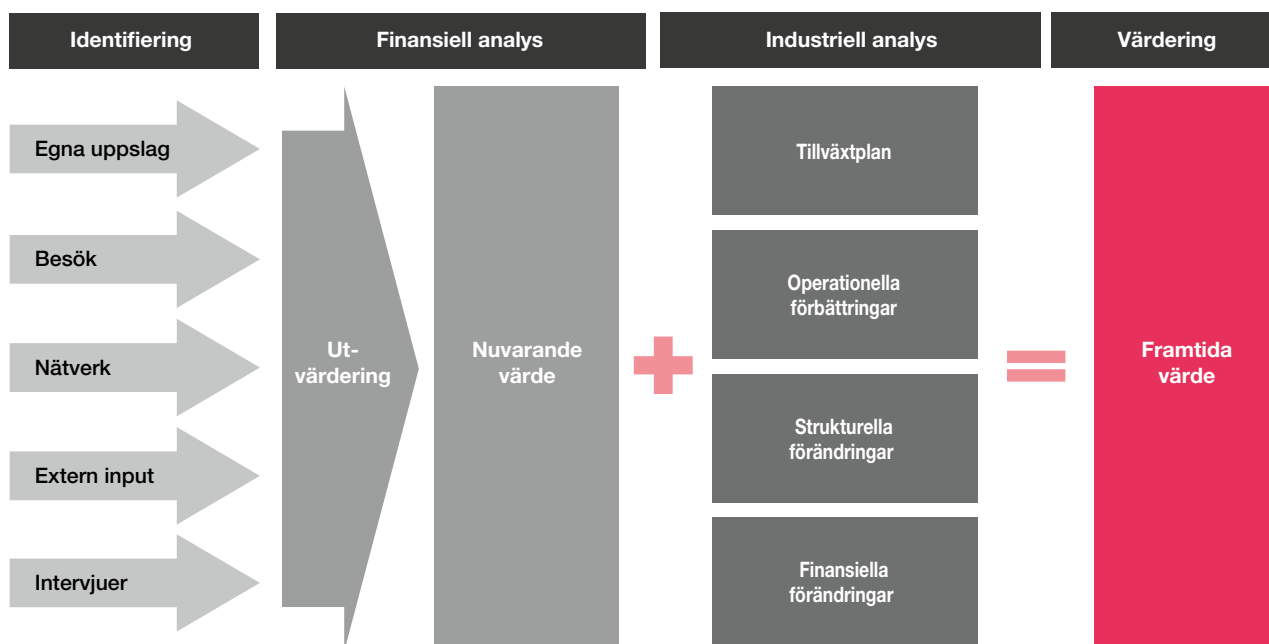 Identifiering
Finansiell analys
Industriell analys
Värdering
Egna uppslag
Besök
Nätverk
Extern input
Intervjuer
Ut-
värdering
Nuvarande
värde
Tillväxtplan
Operationella
förbättringar
Strukturella
förändringar
Finansiella
förändringar
Framtida
värde